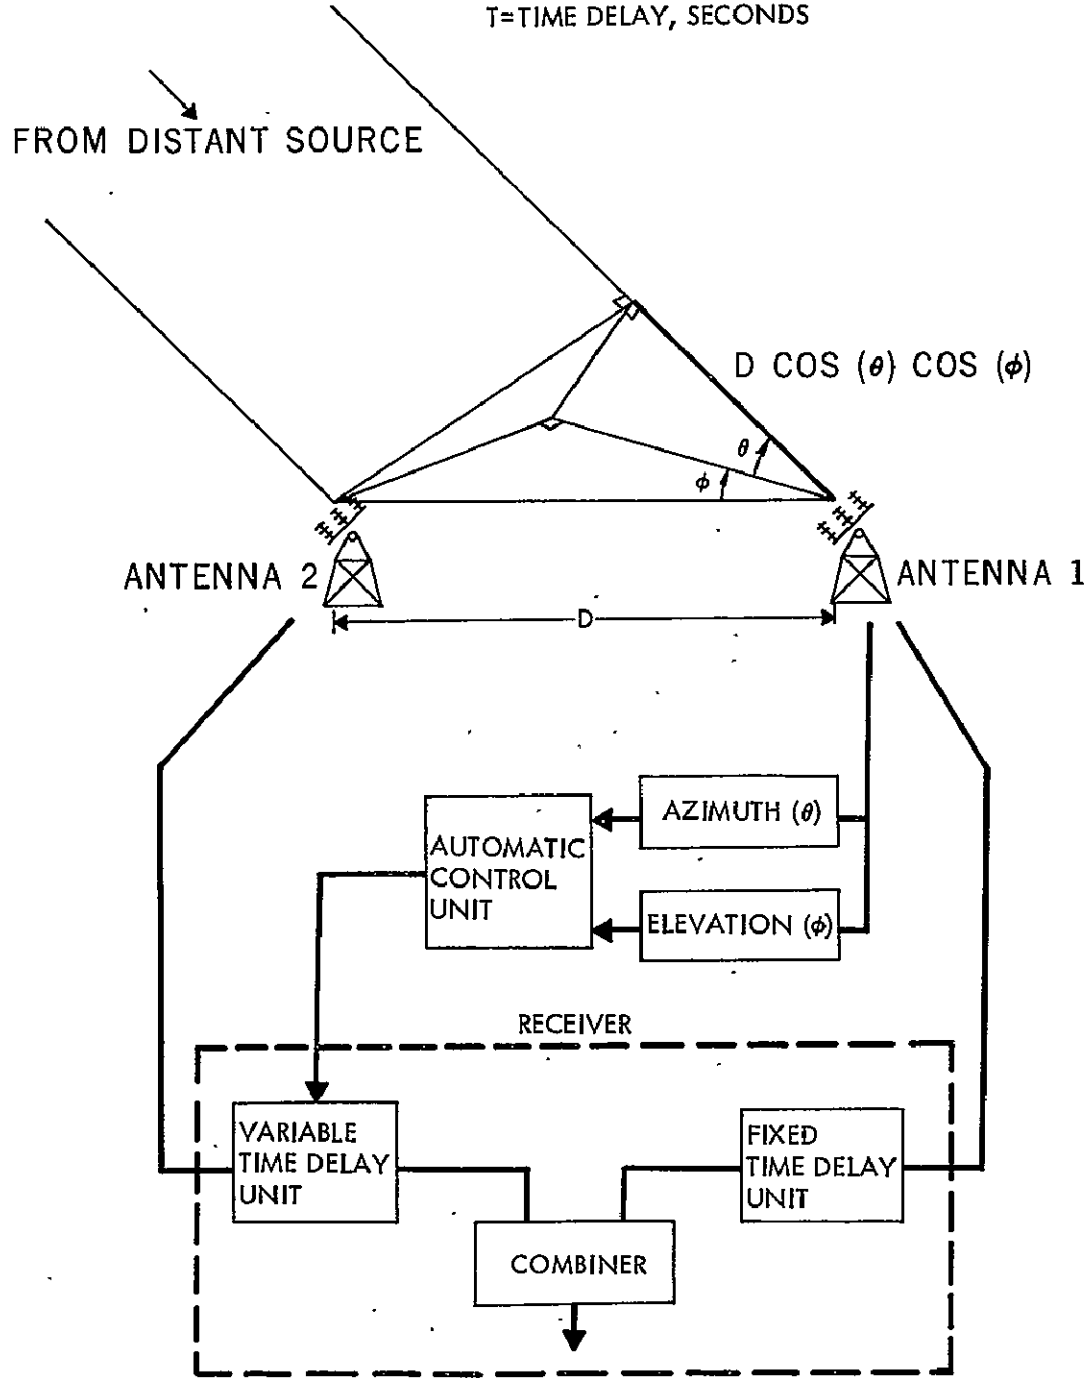 T=TIME DELAY, SECONDS
FROM DISTANT SOURCE
D COS (θ) COS (ϕ)
θ
ϕ
ANTENNA 2
ANTENNA 1
D
AZIMUTH (θ)
AUTOMATIC
CONTROL
UNIT
ELEVATION (ϕ)
RECEIVER
VARIABLE
TIME DELAY
UNIT
FIXED
TIME DELAY
UNIT
COMBINER